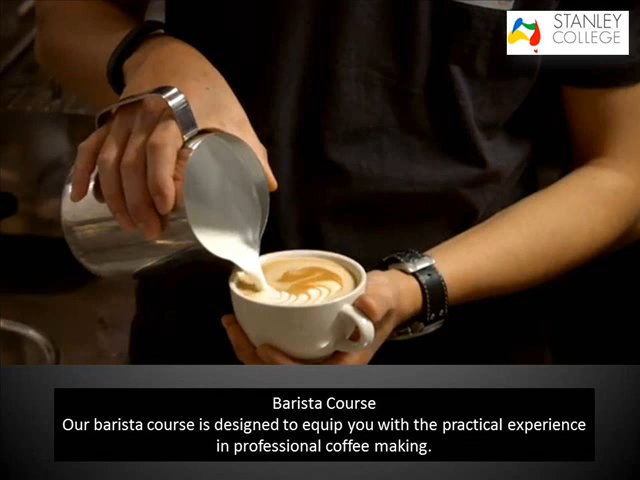 STANLEY
COLLEGE
Barista Course
Our barista course is designed to equip you with the practical experience
in professional coffee making.